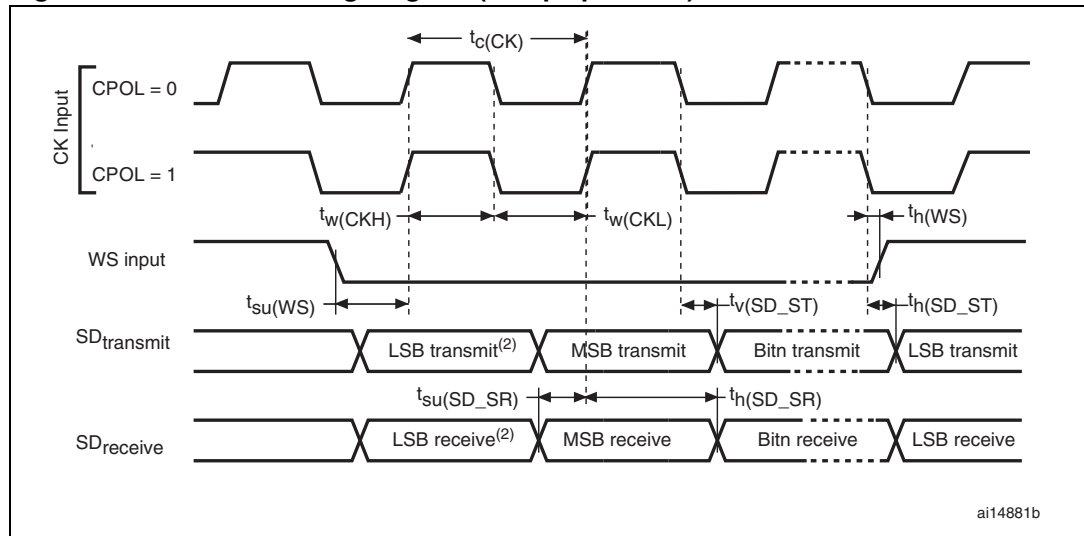 tc(CK)
CK Input
CPOL = 0
CPOL = 1
tw(CKH)
tw(CKL)
th(WS)
WS input
tsu(WS)
tv(SD_ST)
th(SD_ST)
SDtransmit
LSB transmit(2)
MSB transmit
Bitn transmit
LSB transmit
tsu(SD_SR)
th(SD_SR)
SDreceive
LSB receive(2)
MSB receive
Bitn receive
LSB receive
ai14881b